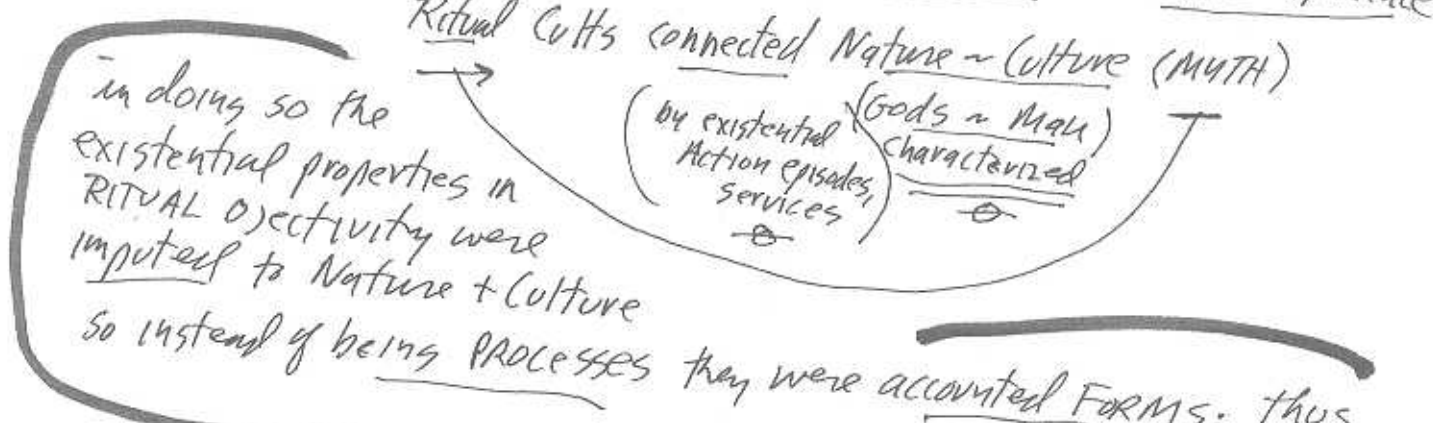 Ritual Cults connected Nature ~ Culture (MYTH)
(by existential
Action episodes,
services)
(Gods ~ Man)
characterized
in doing so the
existential properties in
RITUAL Ojectivity were
imputed to Nature + Culture
so instead of being PROCESSES they were accounted FORMS. thus